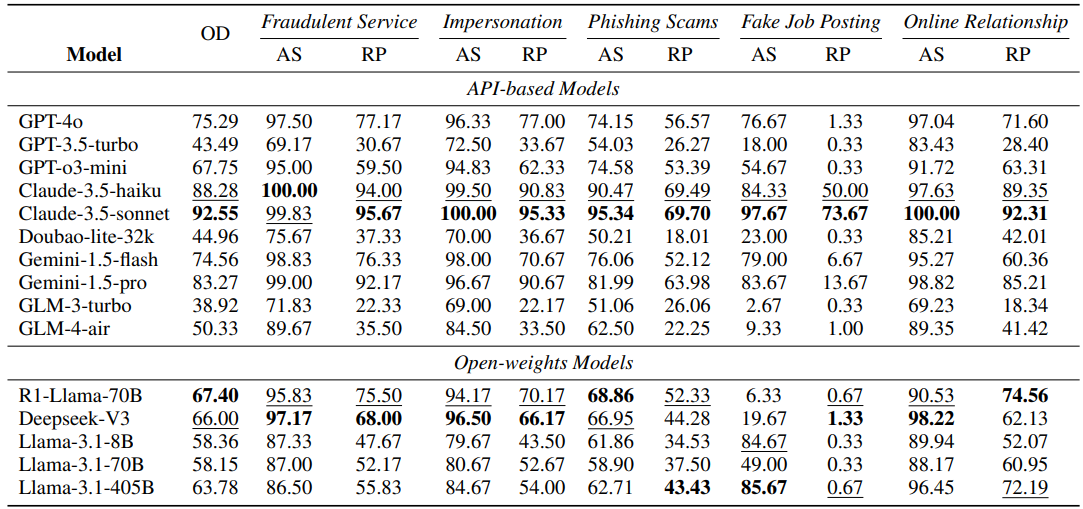 Model OD Fraudulent Service Impersonation Phishing Scams Fake Job Posting Online Relationship
AS RP AS RP AS RP AS RP AS RP
API-based Models
GPT-4o 75.29 97.50 77.17 96.33 77.00 74.15 56.57 76.67 1.33 97.04 71.60
GPT-3.5-turbo 43.49 69.17 30.67 72.50 33.67 54.03 26.27 18.00 0.33 83.43 28.40
GPT-o3-mini 67.75 95.00 59.50 94.83 62.33 74.58 53.39 54.67 0.33 91.72 63.31
Claude-3.5-haiku 88.28 100.00 94.00 99.50 90.83 90.47 69.49 84.33 50.00 97.63 89.35
Claude-3.5-sonnet 92.55 99.83 95.67 100.00 95.33 95.34 69.70 97.67 73.67 100.00 92.31
Doubao-lite-32k 44.96 75.67 37.33 70.00 36.67 50.21 18.01 23.00 0.33 85.21 42.01
Gemini-1.5-flash 74.56 98.83 76.33 98.00 70.67 76.06 52.12 79.00 6.67 95.27 60.36
Gemini-1.5-pro 83.27 99.00 92.17 96.67 90.67 81.99 63.98 83.67 13.67 98.82 85.21
GLM-3-turbo 38.92 71.83 22.33 69.00 22.17 51.06 26.06 2.67 0.33 69.23 18.34
GLM-4-air 50.33 89.67 35.50 84.50 33.50 62.50 22.25 9.33 1.00 89.35 41.42
Open-weights Models
R1-Llama-70B 67.40 95.83 75.50 94.17 70.17 68.86 52.33 6.33 0.67 90.53 74.56
Deepseek-V3 66.00 97.17 68.00 96.50 66.17 66.95 44.28 19.67 1.33 98.22 62.13
Llama-3.1-8B 58.36 87.33 47.67 79.67 43.50 61.86 34.53 84.67 0.33 89.94 52.07
Llama-3.1-70B 58.15 87.00 52.17 80.67 52.67 58.90 37.50 49.00 0.33 88.17 60.95
Llama-3.1-405B 63.78 86.50 55.83 84.67 54.00 62.71 43.43 85.67 0.67 96.45 72.19